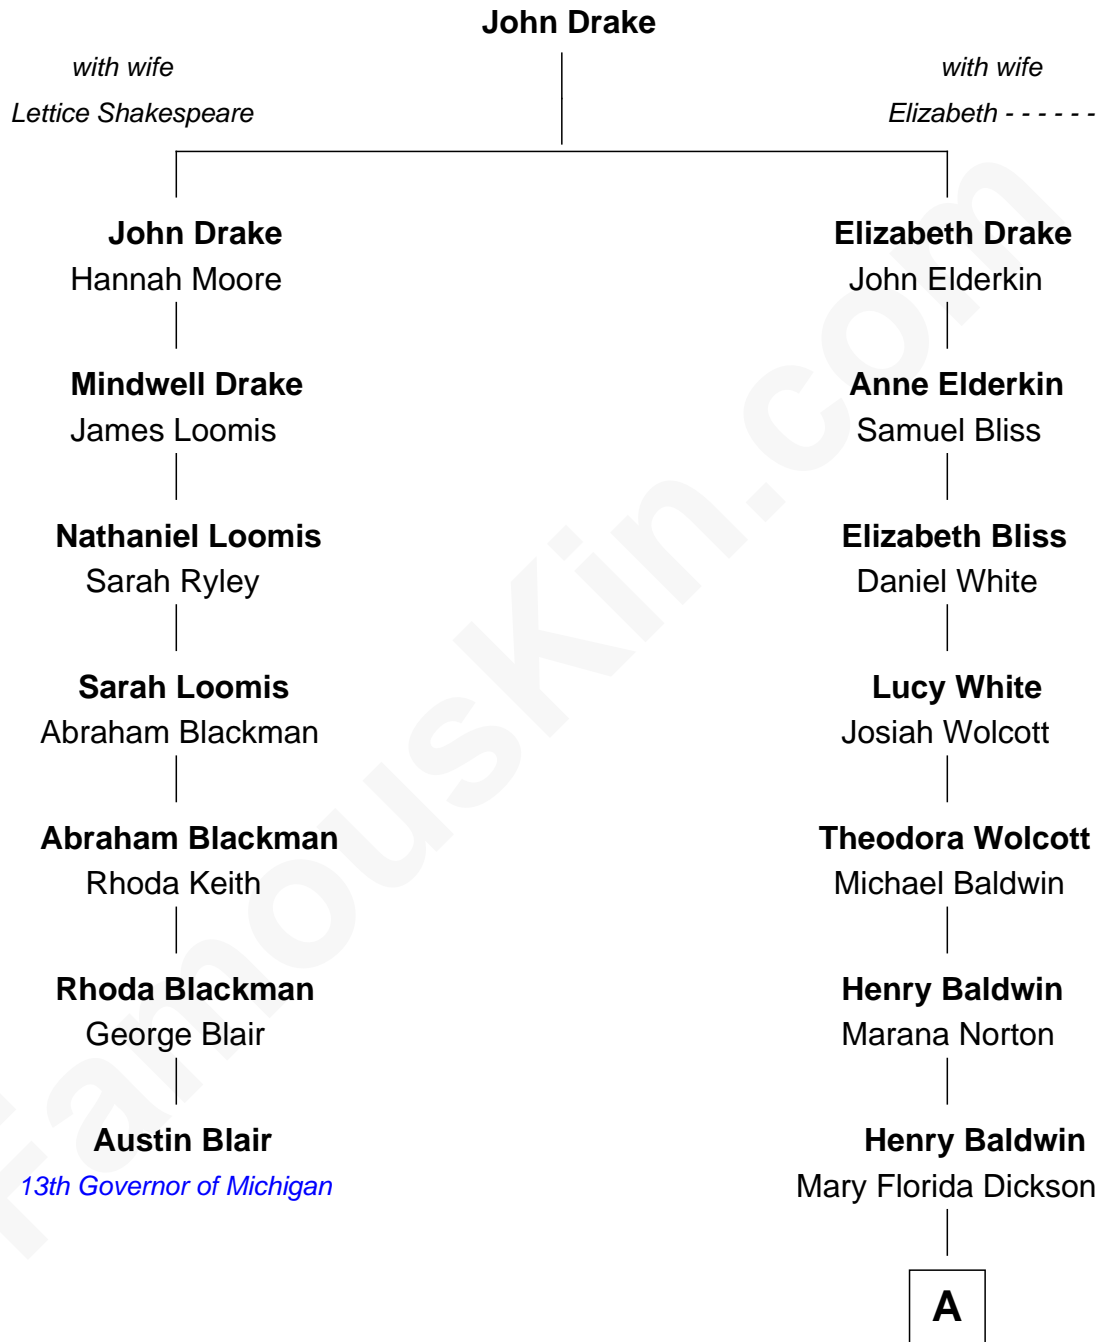 John Drake
with wife
Lettice Shakespeare
with wife
Elizabeth - - - - - -
John Drake
Hannah Moore
Elizabeth Drake
John Elderkin
Mindwell Drake
James Loomis
Anne Elderkin
Samuel Bliss
Nathaniel Loomis
Sarah Ryley
Elizabeth Bliss
Daniel White
Sarah Loomis
Abraham Blackman
Lucy White
Josiah Wolcott
Abraham Blackman
Rhoda Keith
Theodora Wolcott
Michael Baldwin
Rhoda Blackman
George Blair
Henry Baldwin
Marana Norton
Austin Blair
13th Governor of Michigan
Henry Baldwin
Mary Florida Dickson
A
FamousKin.com